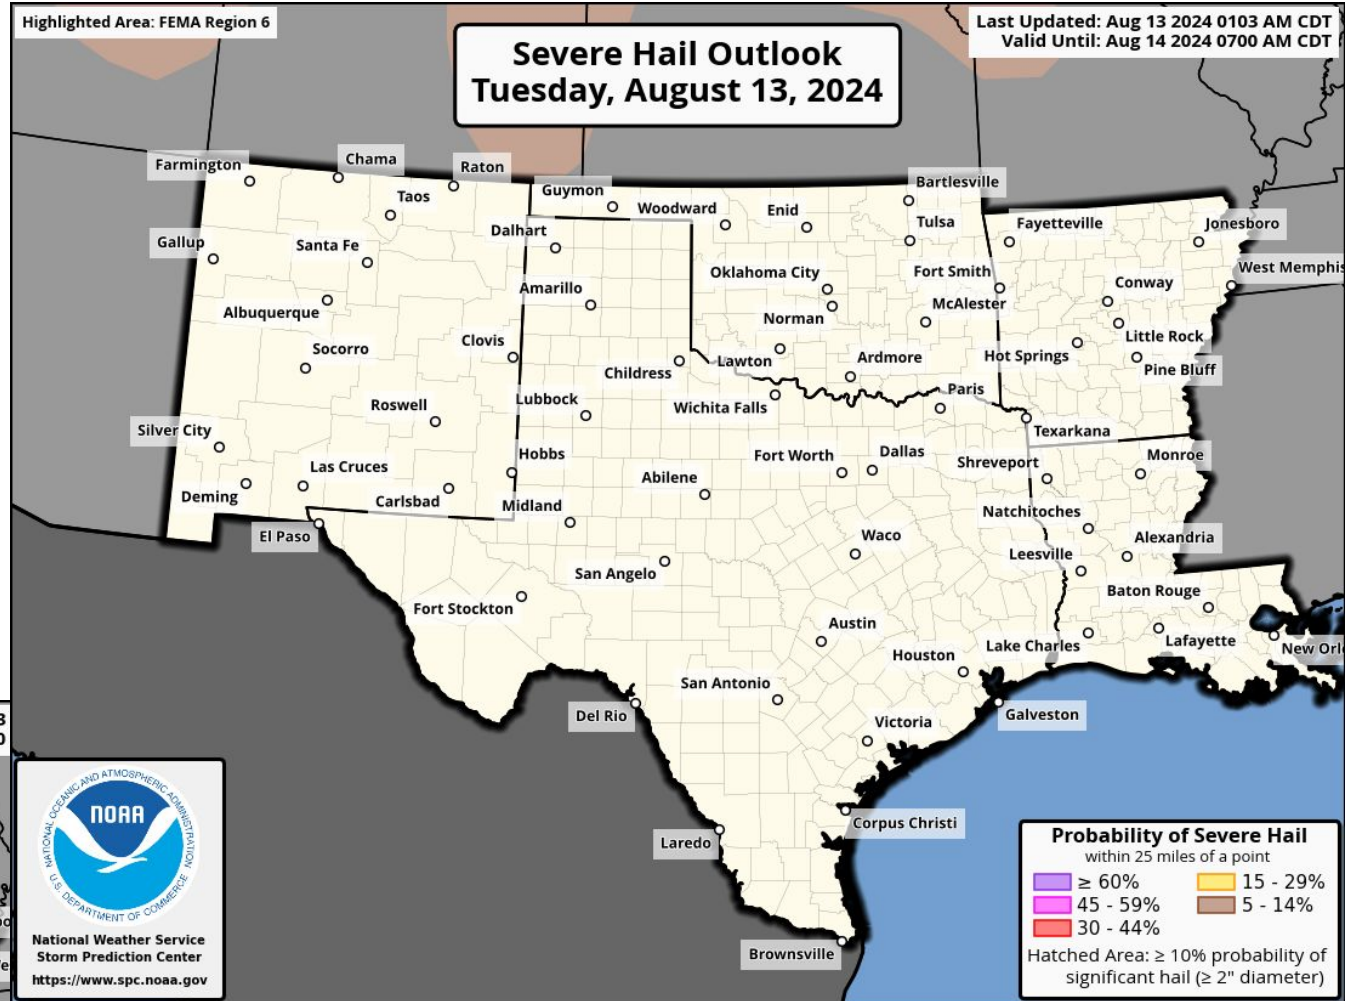 Highlighted Area: FEMA Region 6
Severe Hail Outlook
Tuesday, August 13, 2024
Last Updated: Aug 13 2024 0103 AM CDT
Valid Until: Aug 14 2024 0700 AM CDT
Farmington
Chama
Raton
Taos
Guymon
Woodward
Enid
Bartlesville
Tulsa
Fayetteville
Jonesboro
Gallup
Santa Fe
Dalhart
Oklahoma City
Fort Smith
West Memphis
Albuquerque
Amarillo
Norman
McAlester
Conway
Socorro
Clovis
Childress
Lawton
Ardmore
Hot Springs
Little Rock
Pine Bluff
Roswell
Lubbock
Wichita Falls
Paris
Silver City
Texarkana
Las Cruces
Hobbs
Abilene
Fort Worth
Dallas
Shreveport
Monroe
Deming
Carlsbad
Midland
Natchitoches
El Paso
Waco
Alexandria
San Angelo
Leesville
Fort Stockton
Baton Rouge
Austin
Lake Charles
Lafayette
New Orl
Houston
San Antonio
Del Rio
Victoria
Galveston
Laredo
Corpus Christi
Brownsville
3
0
NATIONAL OCEANIC AND ATMOSPHERIC ADMINISTRATION
NOAA
U.S. DEPARTMENT OF COMMERCE
National Weather Service
Storm Prediction Center
https://www.spc.noaa.gov
Probability of Severe Hail
within 25 miles of a point
≥ 60%
15 - 29%
45 - 59%
5 - 14%
30 - 44%
Hatched Area: ≥ 10% probability of
significant hail (≥ 2" diameter)